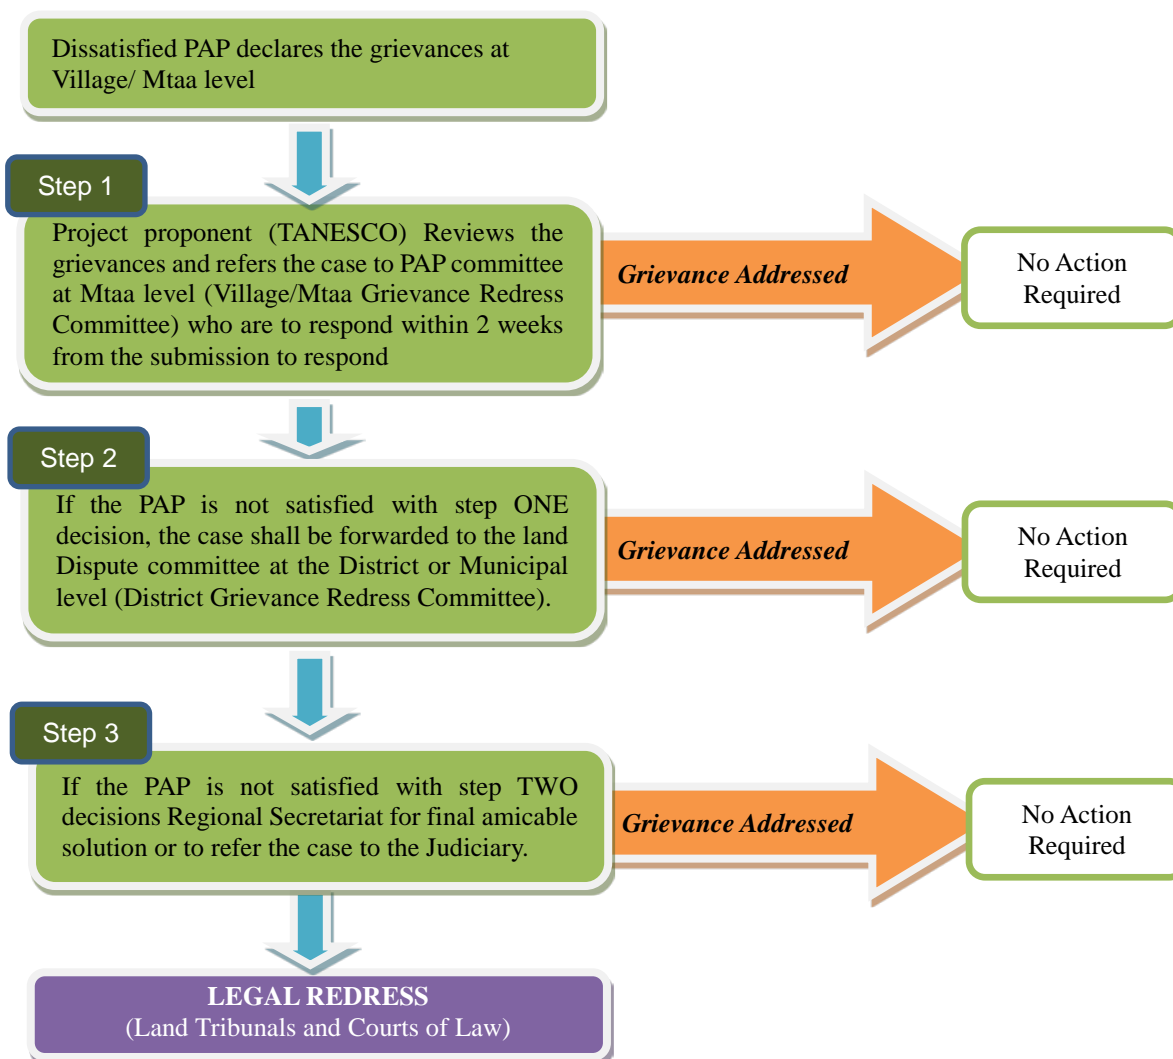 Dissatisfied PAP declares the grievances at
Village/ Mtaa level
Step 1
Project proponent (TANESCO) Reviews the
grievances and refers the case to PAP committee
at Mtaa level (Village/Mtaa Grievance Redress
Committee) who are to respond within 2 weeks
from the submission to respond
Grievance Addressed
No Action
Required
Step 2
If the PAP is not satisfied with step ONE
decision, the case shall be forwarded to the land
Dispute committee at the District or Municipal
level (District Grievance Redress Committee).
Grievance Addressed
No Action
Required
Step 3
If the PAP is not satisfied with step TWO
decisions Regional Secretariat for final amicable
solution or to refer the case to the Judiciary.
Grievance Addressed
No Action
Required
LEGAL REDRESS
(Land Tribunals and Courts of Law)